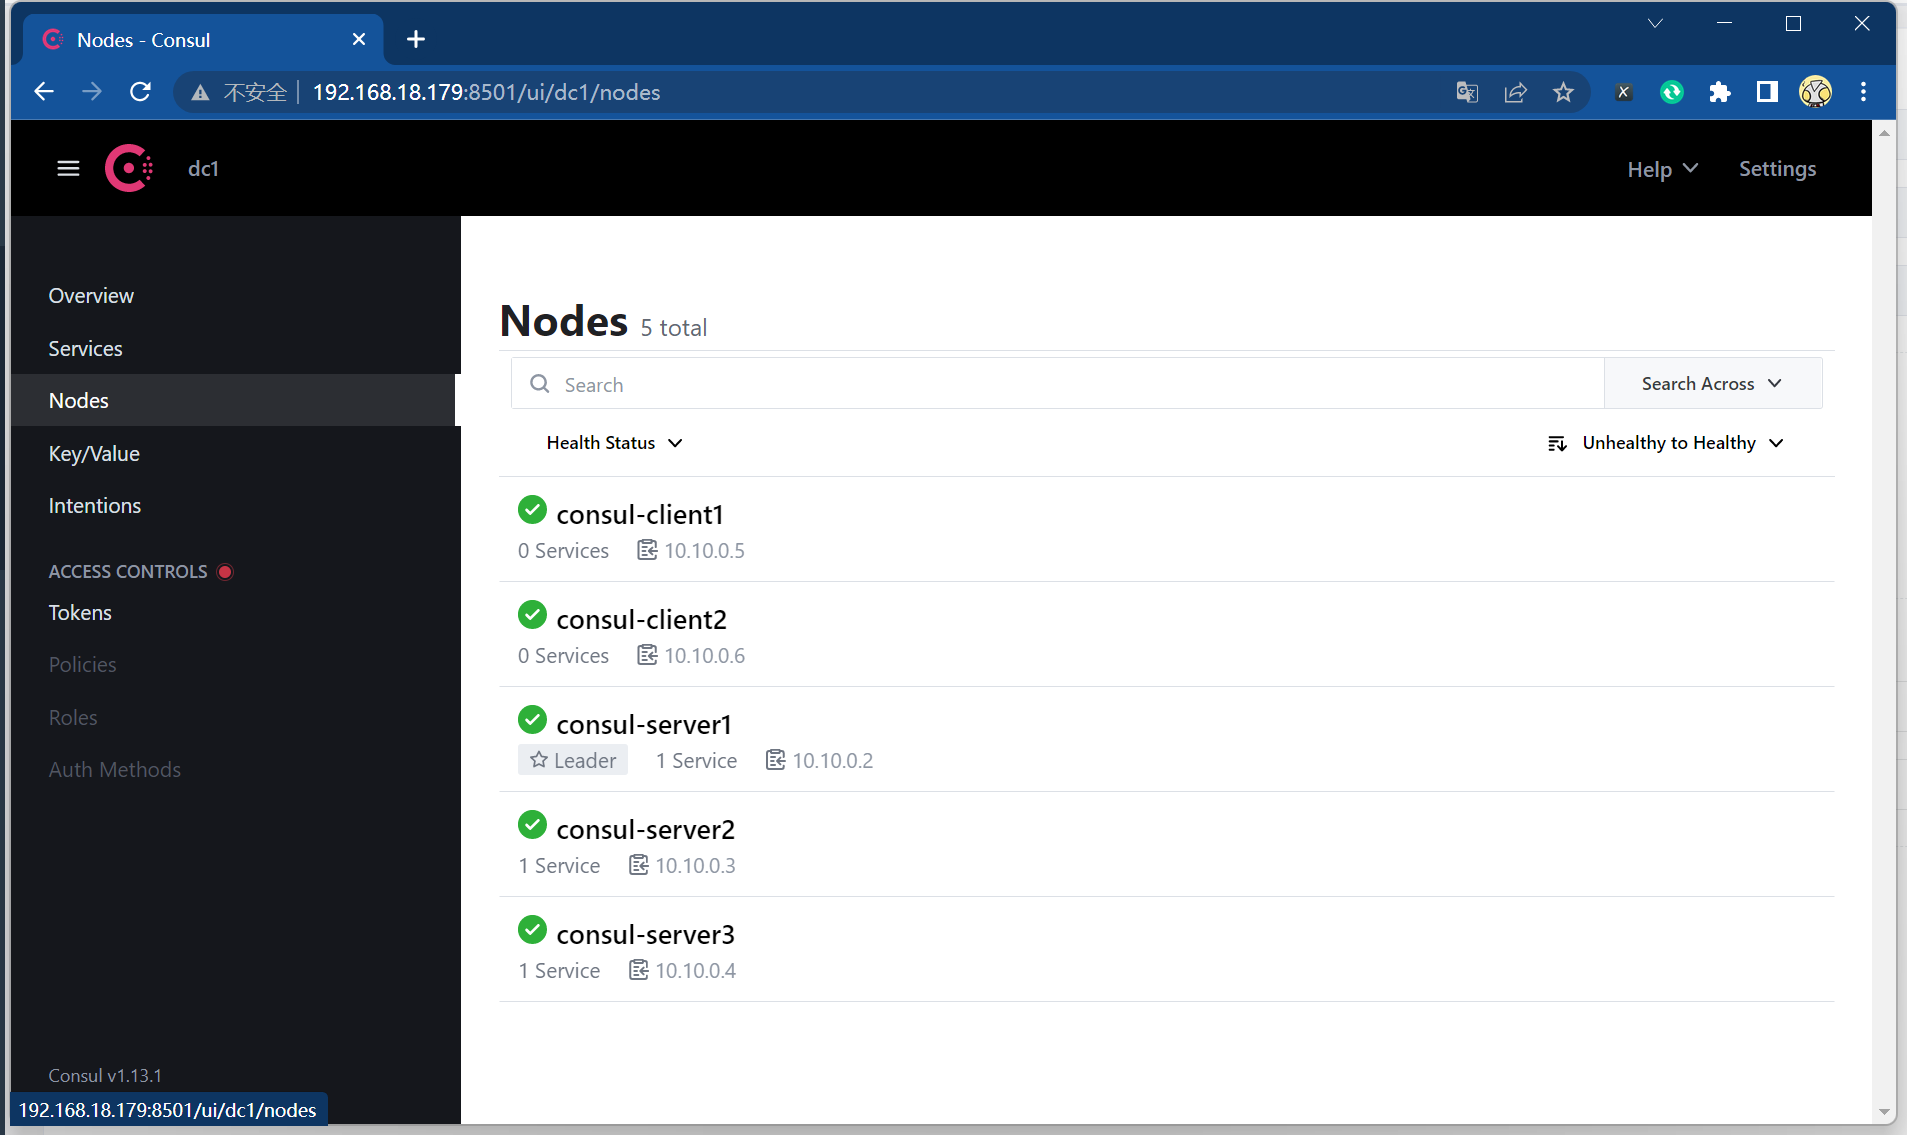 Nodes - Consul
不安全 192.168.18.179:8501/ui/dc1/nodes
dc1
Help
Settings
Overview
Services
Nodes
Key/Value
Intentions
ACCESS CONTROLS
Tokens
Policies
Roles
Auth Methods
Consul v1.13.1
192.168.18.179:8501/ui/dc1/nodes
Nodes 5 total
Search
Search Across
Health Status
Unhealthy to Healthy
consul-client1
0 Services 10.10.0.5
consul-client2
0 Services 10.10.0.6
consul-server1
Leader 1 Service 10.10.0.2
consul-server2
1 Service 10.10.0.3
consul-server3
1 Service 10.10.0.4